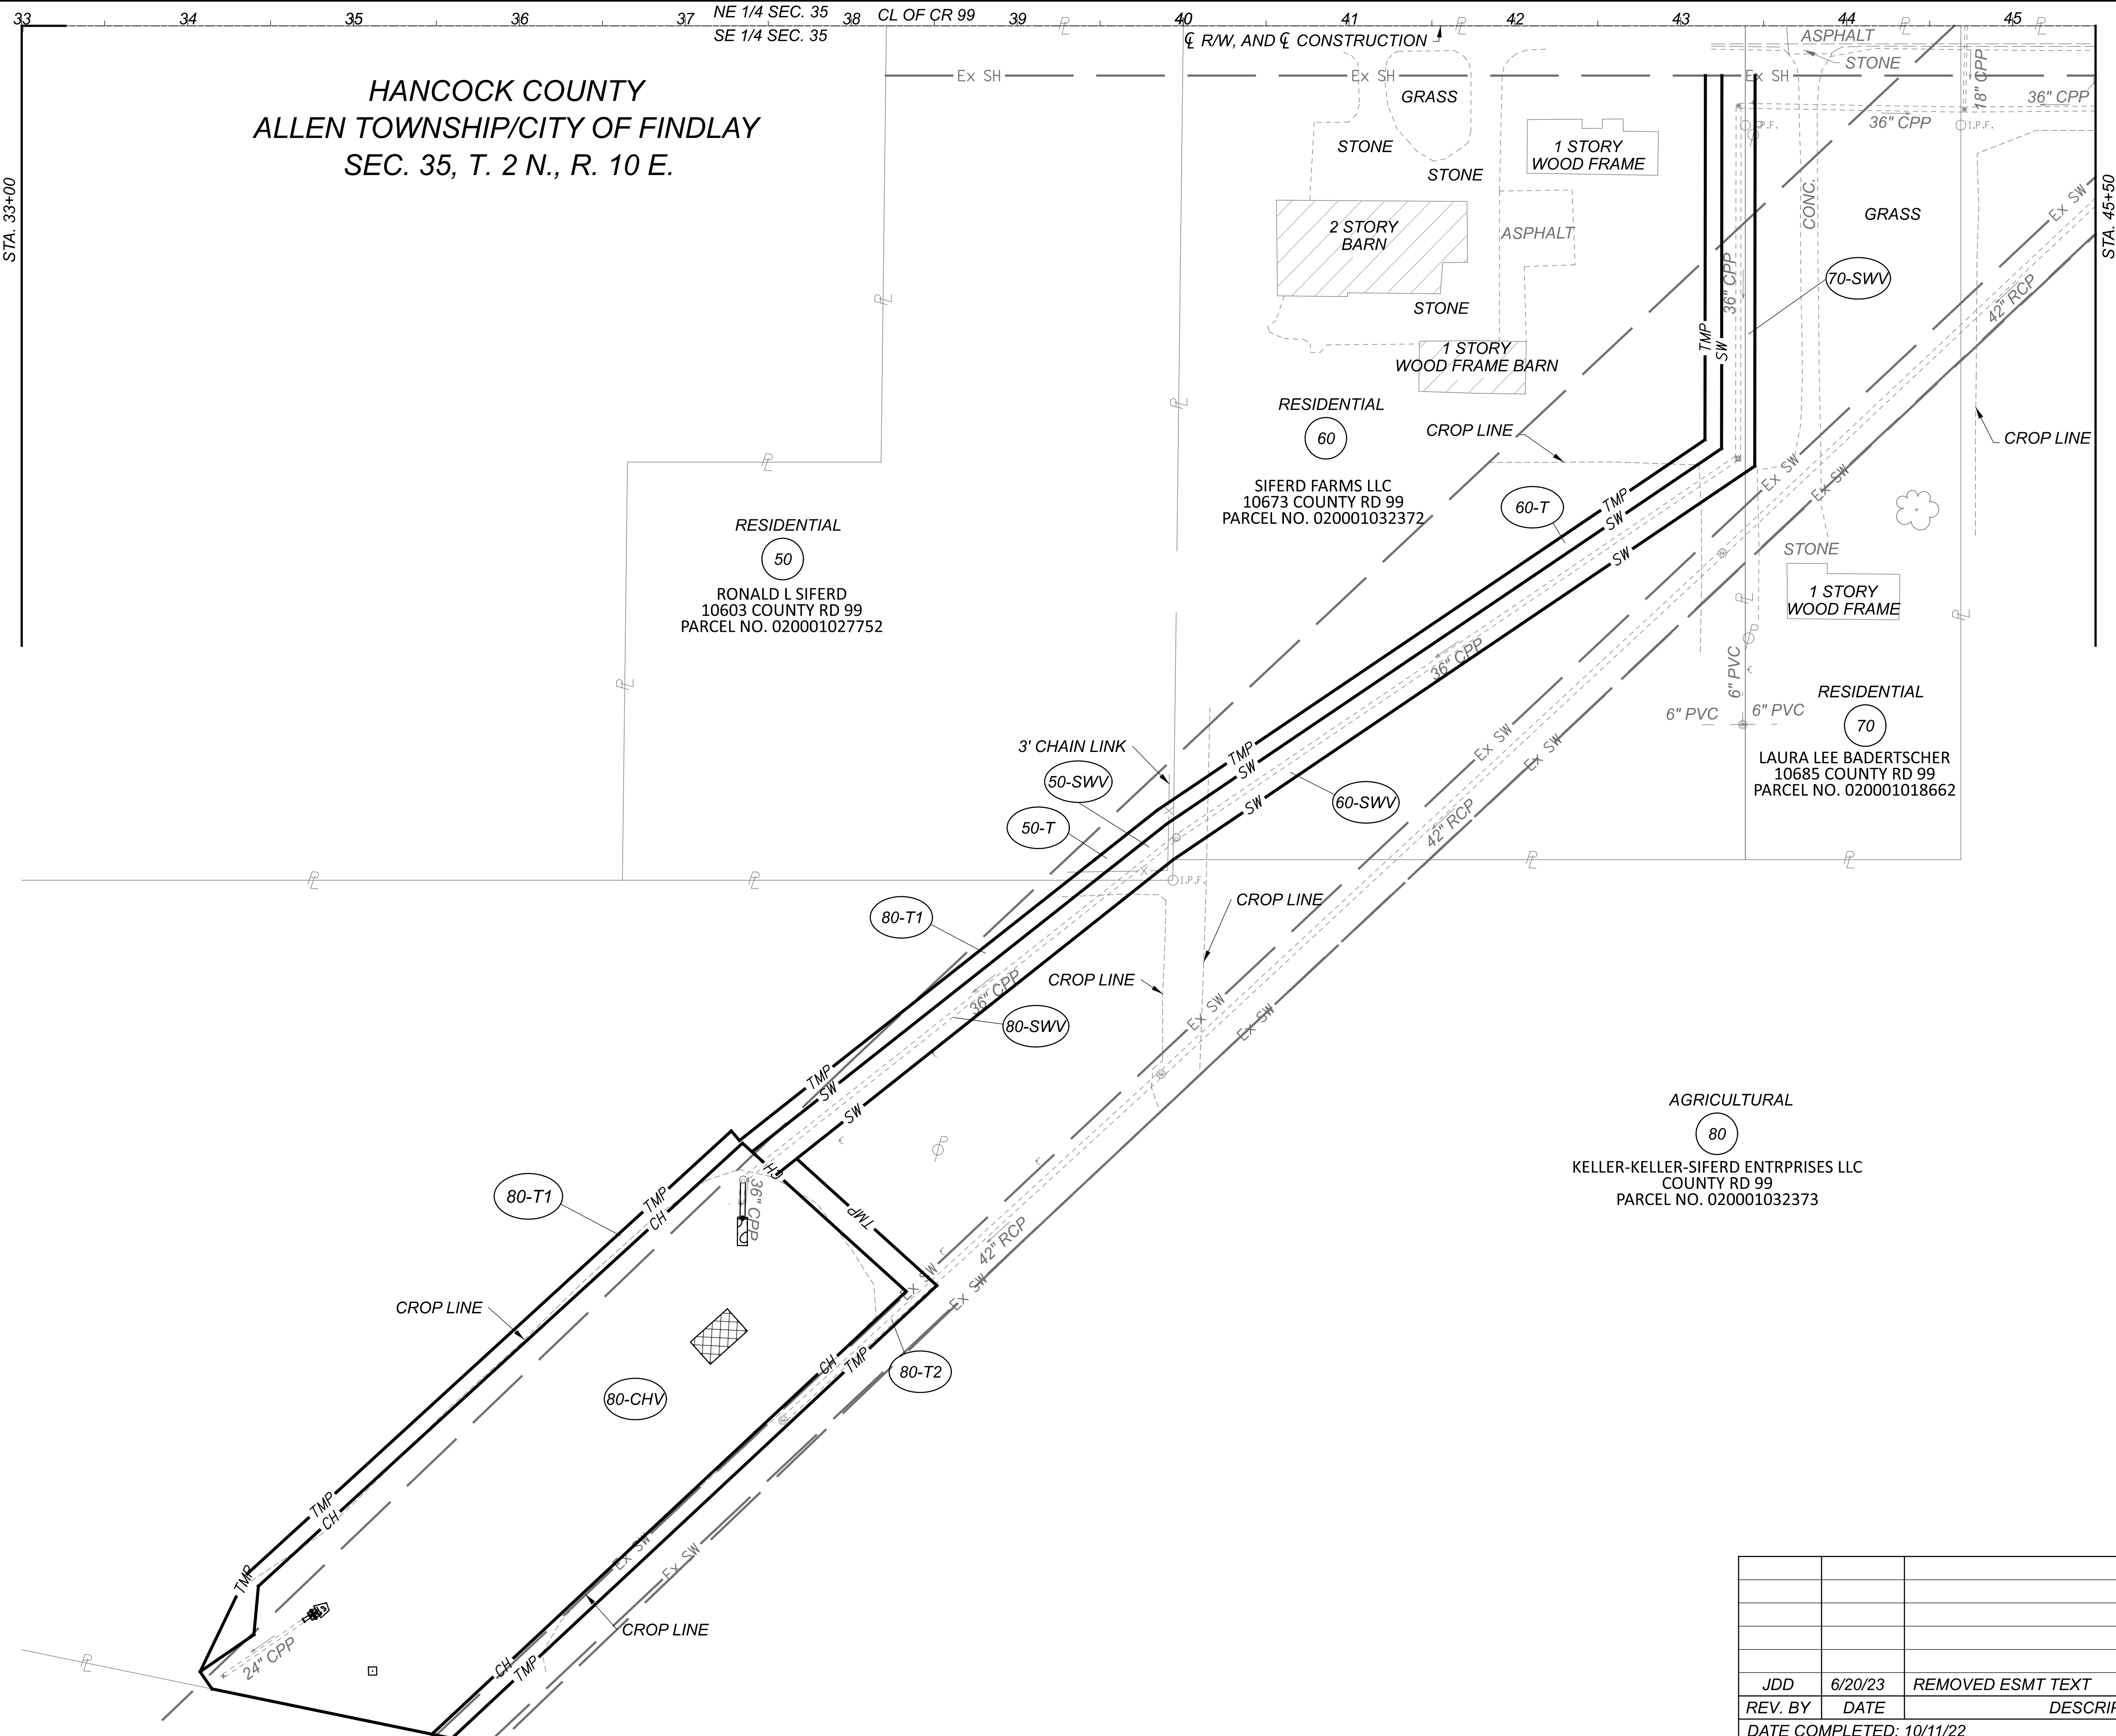 33 34 35 36 37 38 39 40 41 42 43 44 45
NE 1/4 SEC. 35
SE 1/4 SEC. 35
CL OF CR 99
℄ R/W, AND ℄ CONSTRUCTION
HANCOCK COUNTY
ALLEN TOWNSHIP/CITY OF FINDLAY
SEC. 35, T. 2 N., R. 10 E.
STA. 33+00
STA. 45+50
Ex SH
Ex SH
Ex SH
ASPHALT
STONE
18" CPP
36" CPP
36" CPP
I.P.F.
GRASS
STONE
STONE
1 STORY
WOOD FRAME
2 STORY
BARN
ASPHALT
STONE
1 STORY
WOOD FRAME BARN
CONC.
GRASS
Ex SW
42" RCP
36" CPP
70-SWV
TMP
SW
CROP LINE
CROP LINE
RESIDENTIAL
60
SIFERD FARMS LLC
10673 COUNTY RD 99
PARCEL NO. 020001032372
60-T
TMP
SW
SW
Ex SW
Ex SW
RESIDENTIAL
50
RONALD L SIFERD
10603 COUNTY RD 99
PARCEL NO. 020001027752
STONE
1 STORY
WOOD FRAME
36" CPP
6" PVC
6" PVC
6" PVC
RESIDENTIAL
70
LAURA LEE BADERTSCHER
10685 COUNTY RD 99
PARCEL NO. 020001018662
3' CHAIN LINK
50-SWV
50-T
TMP
SW
SW
60-SWV
Ex SW
Ex SW
42" RCP
I.P.F.
80-T1
CROP LINE
CROP LINE
36" CPP
80-SWV
Ex SW
Ex SW
TMP
SW
SW
AGRICULTURAL
80
KELLER-KELLER-SIFERD ENTRPRISES LLC
COUNTY RD 99
PARCEL NO. 020001032373
80-T1
TMP
CH
CH
36" CPP
TMP
42" RCP
Ex SW
Ex SW
CROP LINE
80-CHV
CH
TMP
80-T2
TMP
CH
TMP
24" CPP
Ex SW
Ex SW
CROP LINE
CH
TMP
JDD 6/20/23 REMOVED ESMT TEXT
REV. BY DATE DESCRIP
DATE COMPLETED: 10/11/22